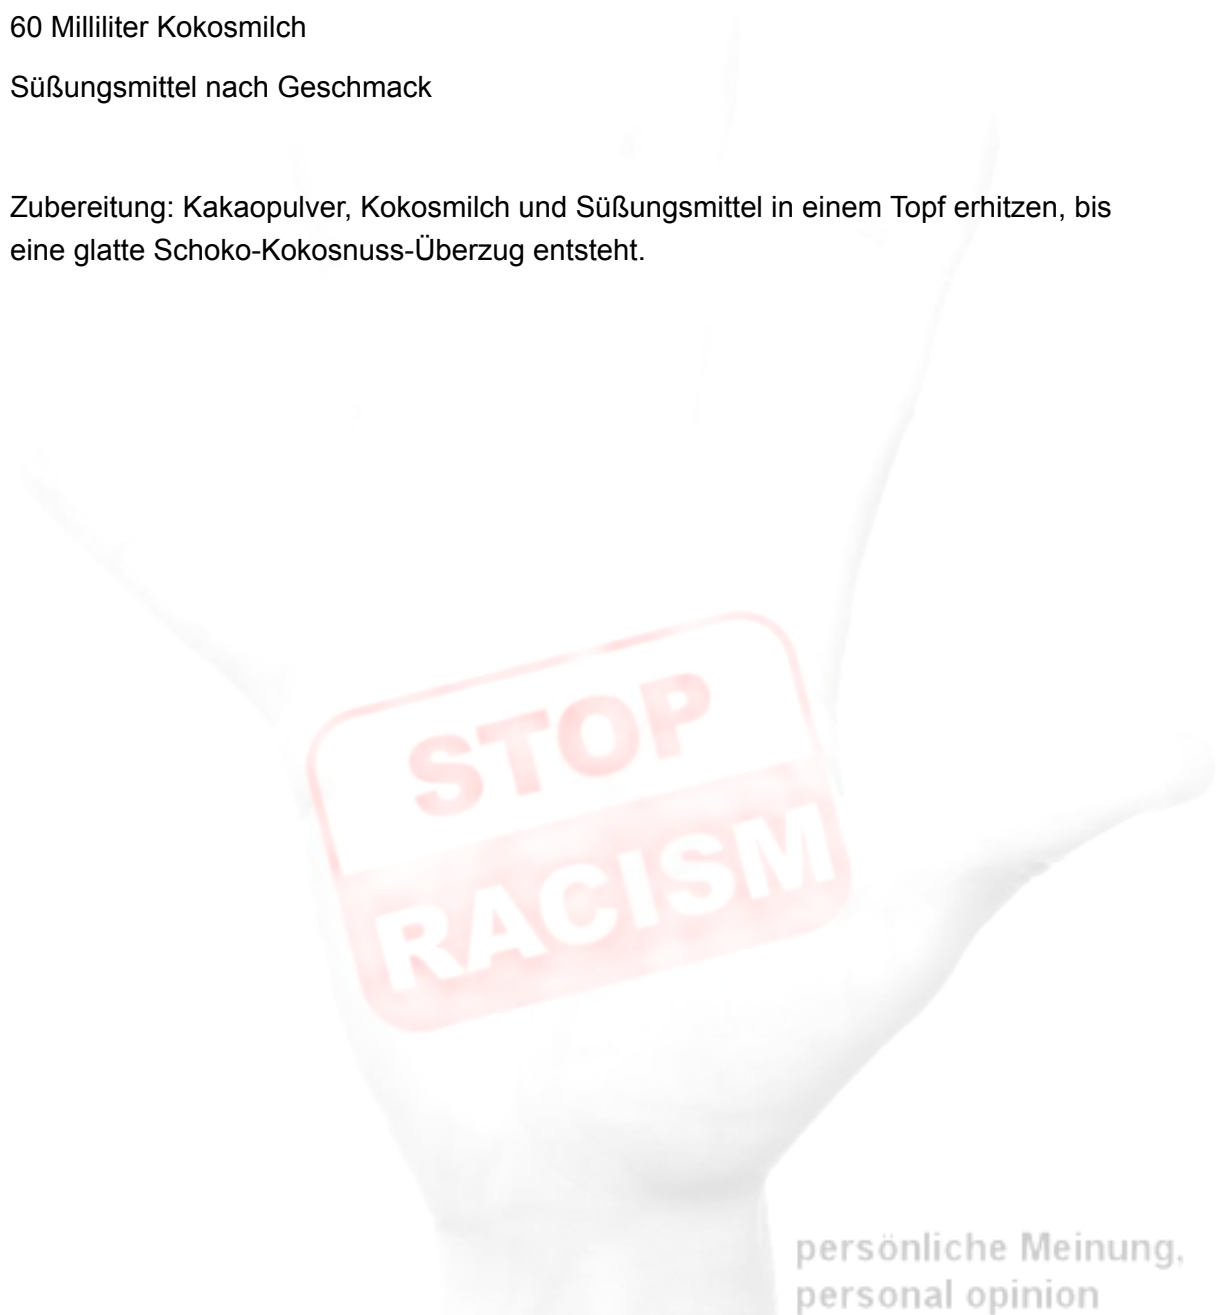 60 Milliliter Kokosmilch
Süßungsmittel nach Geschmack
Zubereitung: Kakaopulver, Kokosmilch und Süßungsmittel in einem Topf erhitzen, bis
eine glatte Schoko-Kokosnuss-Überzug entsteht.
STOP
RACISM
persönliche Meinung,
personal opinion